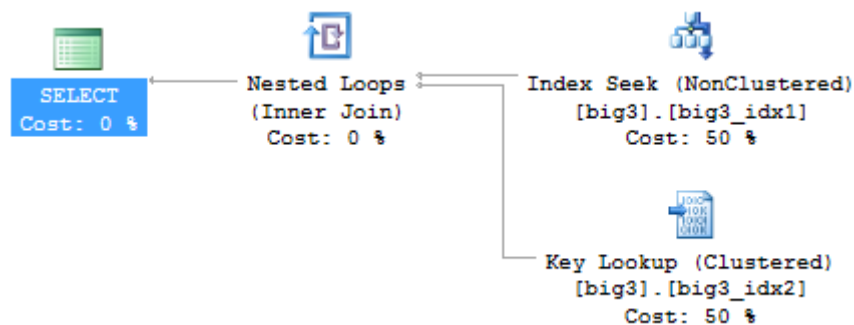 SELECT
Cost: 0 %
Nested Loops
(Inner Join)
Cost: 0 %
Index Seek (NonClustered)
[big3].[big3_idx1]
Cost: 50 %
Key Lookup (Clustered)
[big3].[big3_idx2]
Cost: 50 %